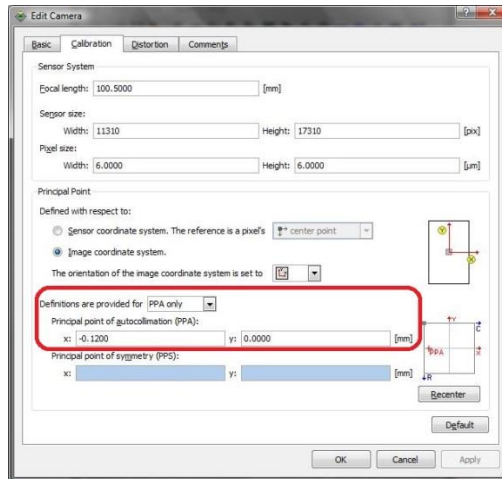 Edit Camera
Basic Calibration Distortion Comments
Sensor System
Focal length: 100.5000 [mm]
Sensor size:
Width: 11310 Height: 17310 [pix]
Pixel size:
Width: 6.0000 Height: 6.0000 [µm]
Principal Point
Defined with respect to:
Sensor coordinate system. The reference is a pixel's center point
Image coordinate system.
The orientation of the image coordinate system is set to
Y
X
Definitions are provided for PPA only
Principal point of autocollimation (PPA):
x: -0.1200 y: 0.0000 [mm]
Principal point of symmetry (PPS):
x: y: [mm]
Y
C
PPA X
R
Recenter
Default
OK Cancel Apply